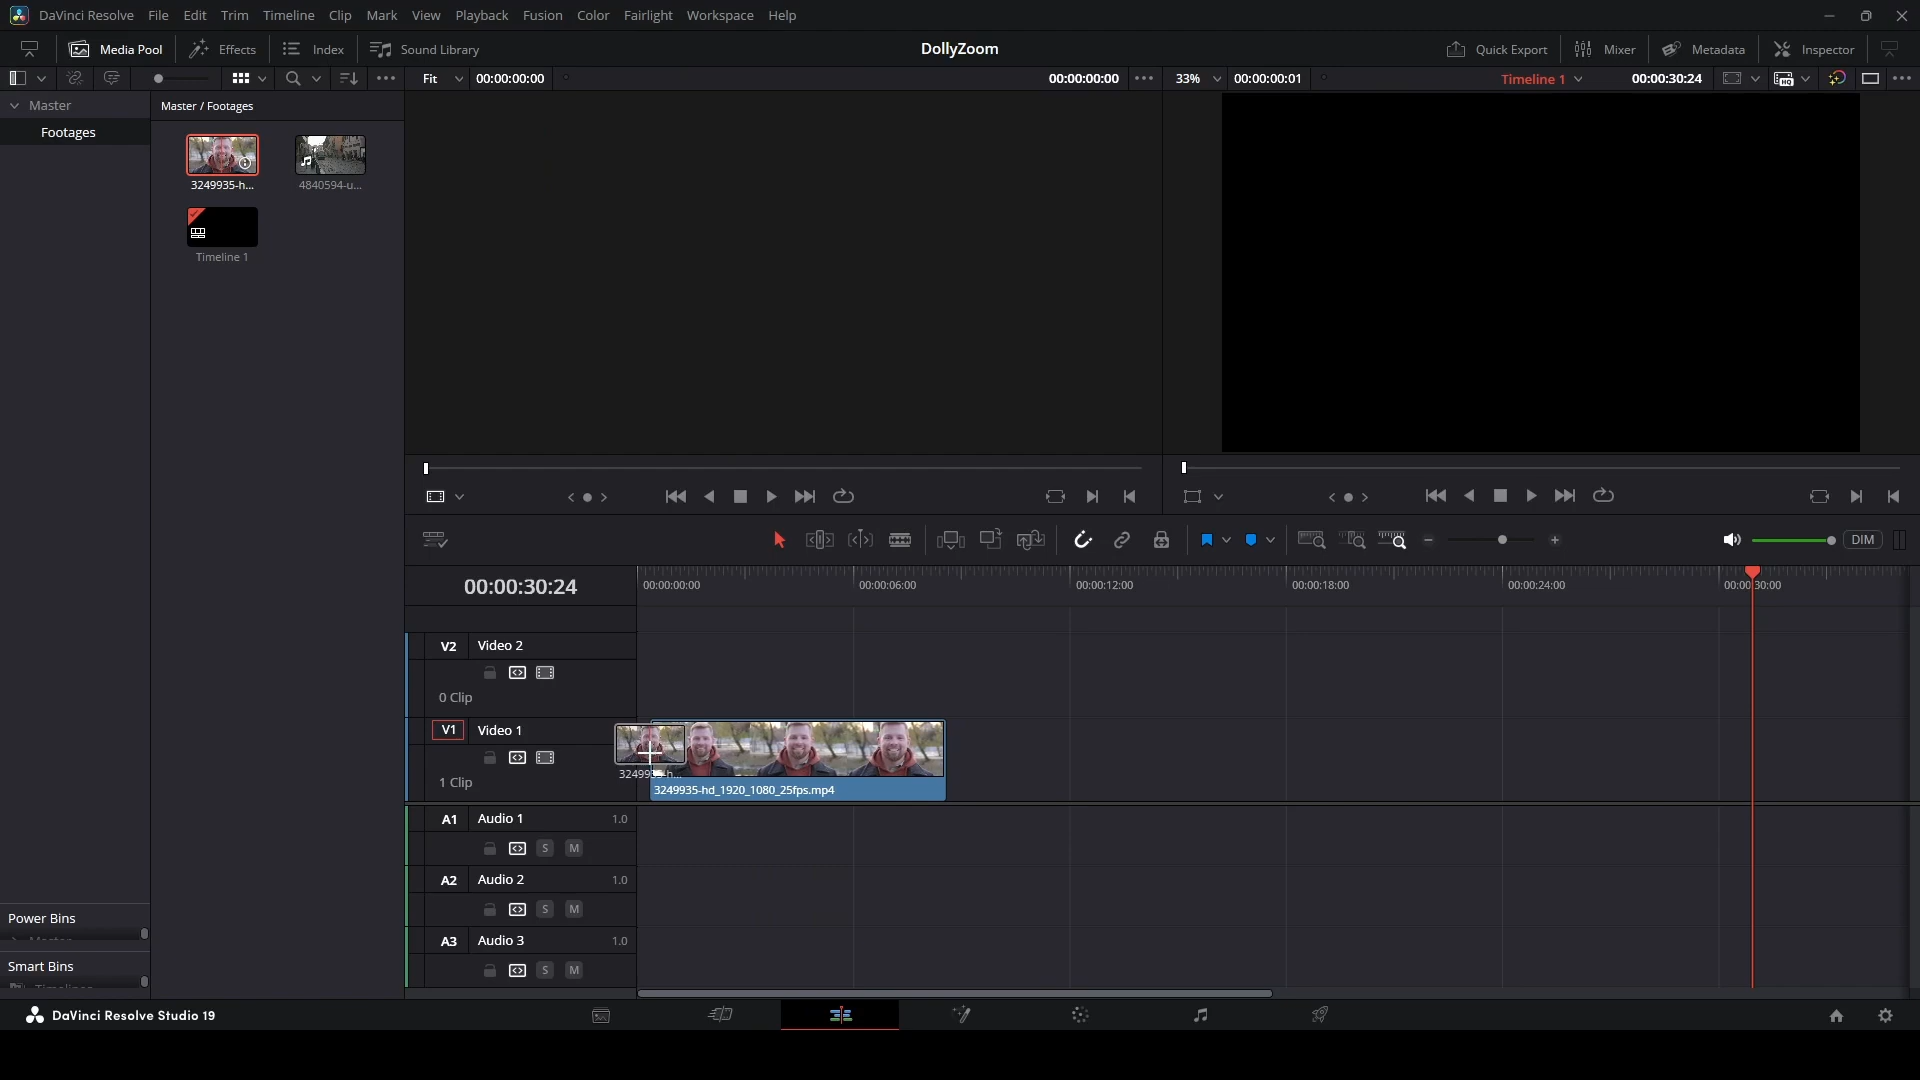 DaVinci Resolve File Edit Trim Timeline Clip Mark View Playback Fusion Color Fairlight Workspace Help
Media Pool Effects Index Sound Library DollyZoom Quick Export Mixer Metadata Inspector
Fit 00:00:00:00 00:00:00:00 33% 00:00:00:01 Timeline 1 00:00:30:24
Master Master / Footages
Footages
3249935-h... 4840594-u...
Timeline 1
DIM
00:00:30:24 00:00:00:00 00:00:06:00 00:00:12:00 00:00:18:00 00:00:24:00 00:00:30:00
V2 Video 2
0 Clip
V1 Video 1
1 Clip
3249935-hd_1920_1080_25fps.mp4
A1 Audio 1 1.0
S M
A2 Audio 2 1.0
S M
A3 Audio 3 1.0
S M
Power Bins
Smart Bins
DaVinci Resolve Studio 19